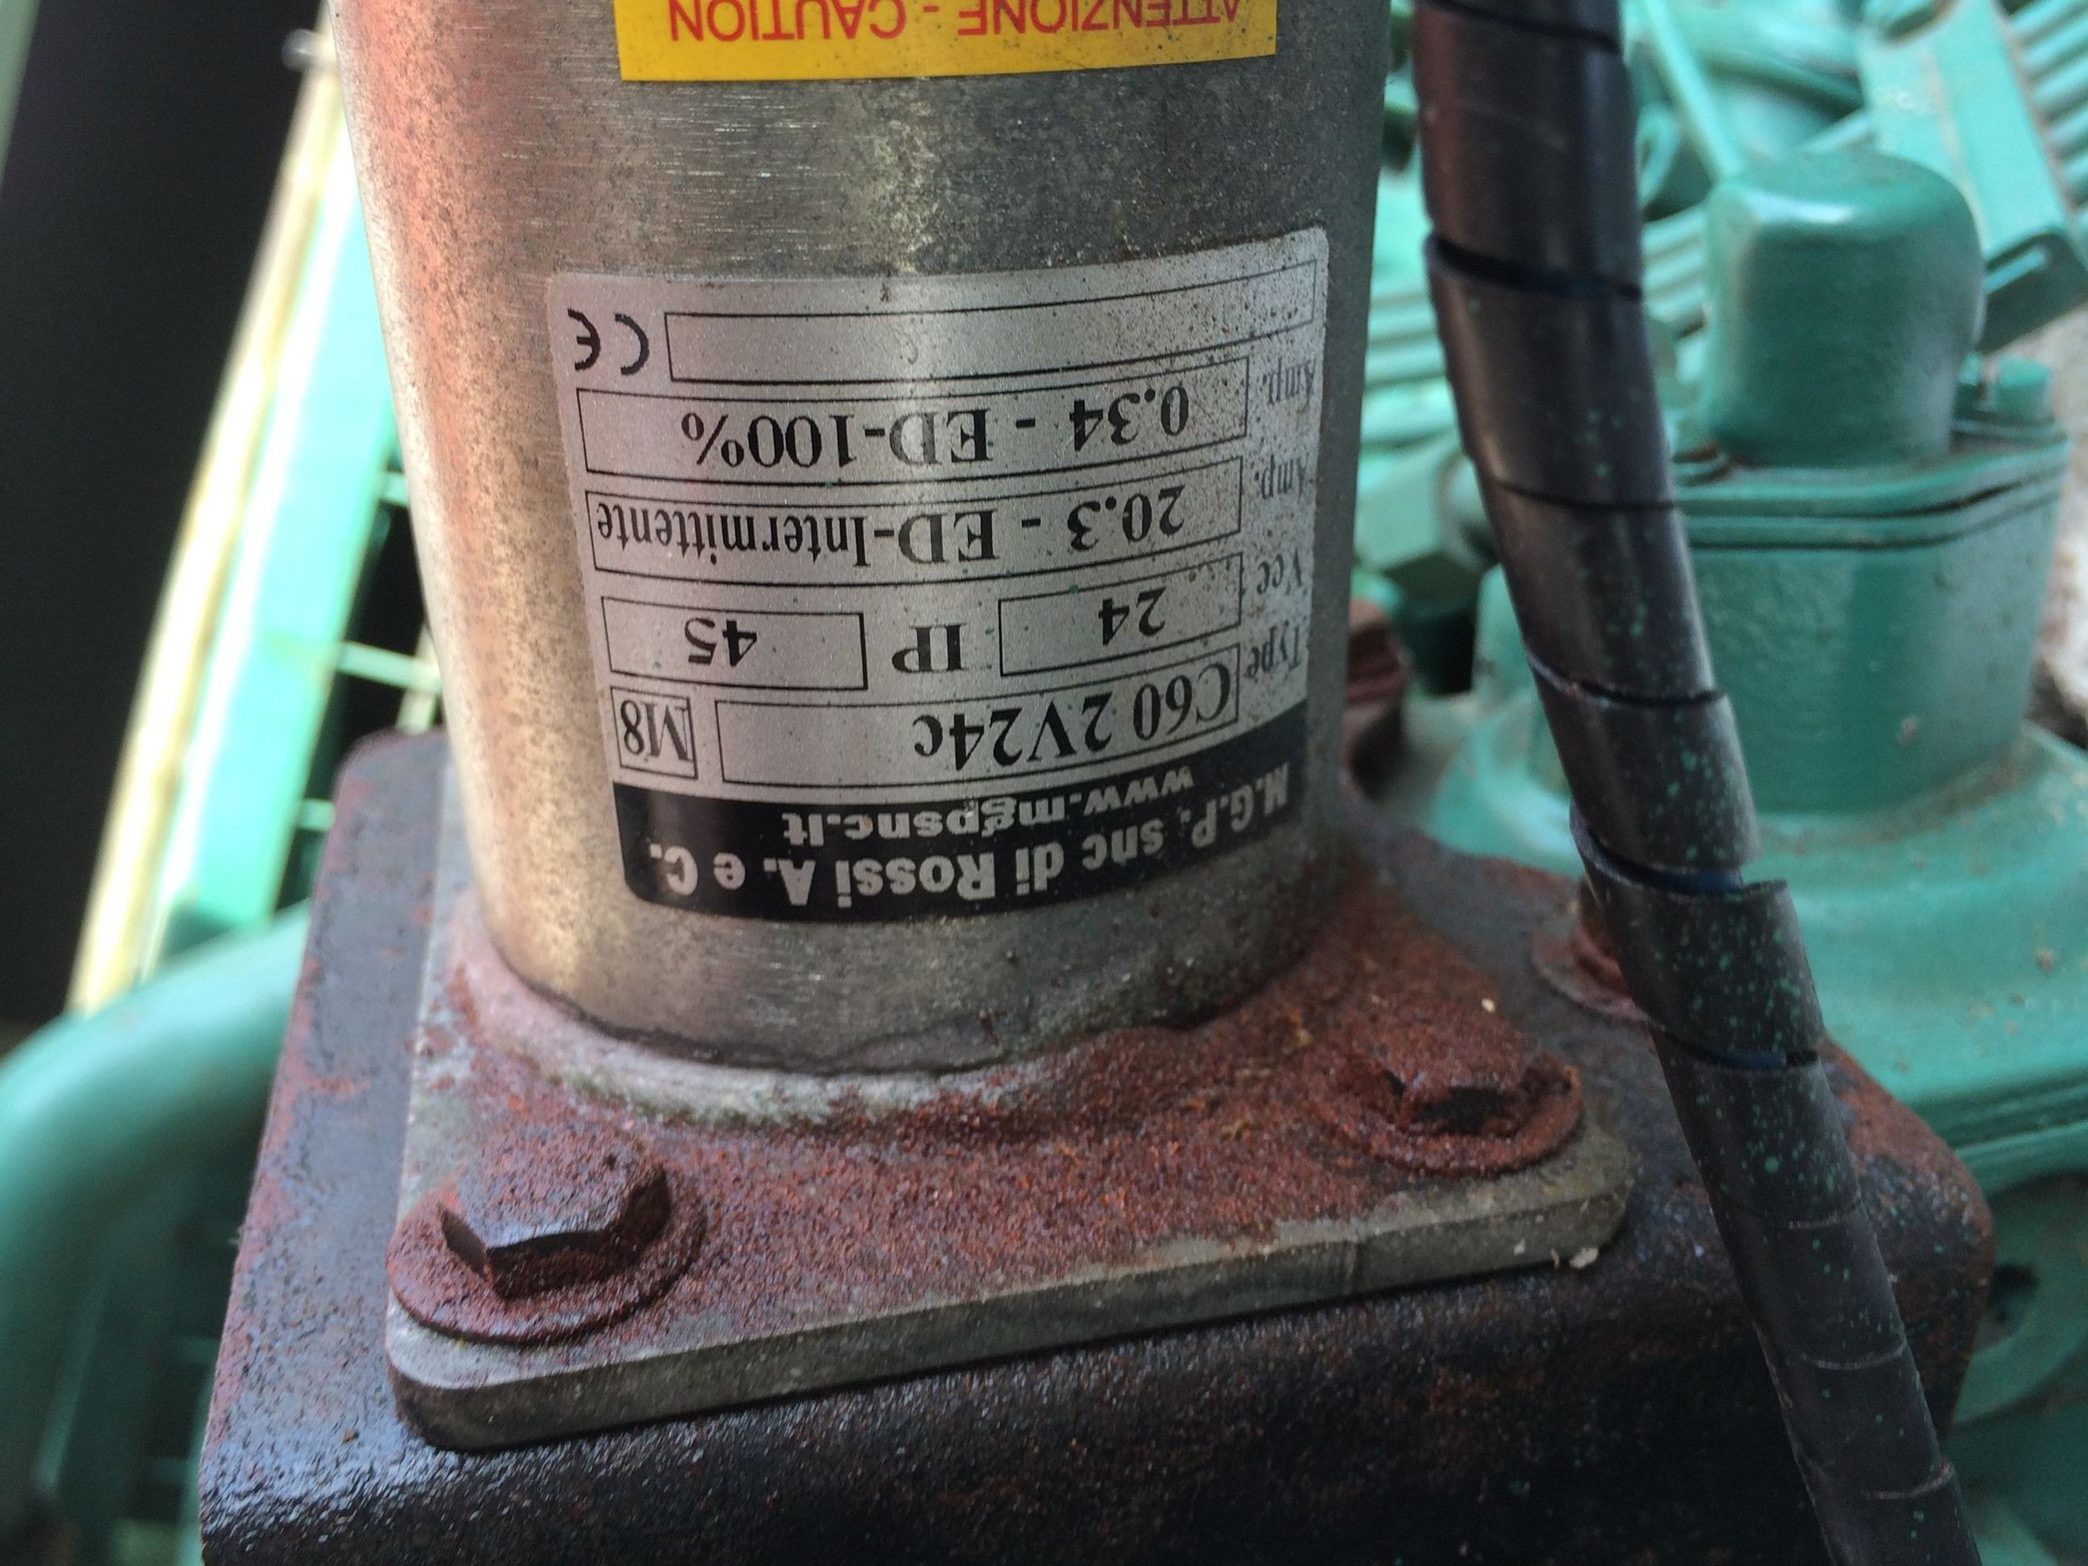 M.G.P. snc di Rossi A. e C.
www.mgpsnc.it
Type C60 2V24c M8
Vcc 24 IP 45
Amp. 20.3 - ED-Intermittente
Amp. 0.34 - ED-100%
CE
ATTENZIONE - CAUTION